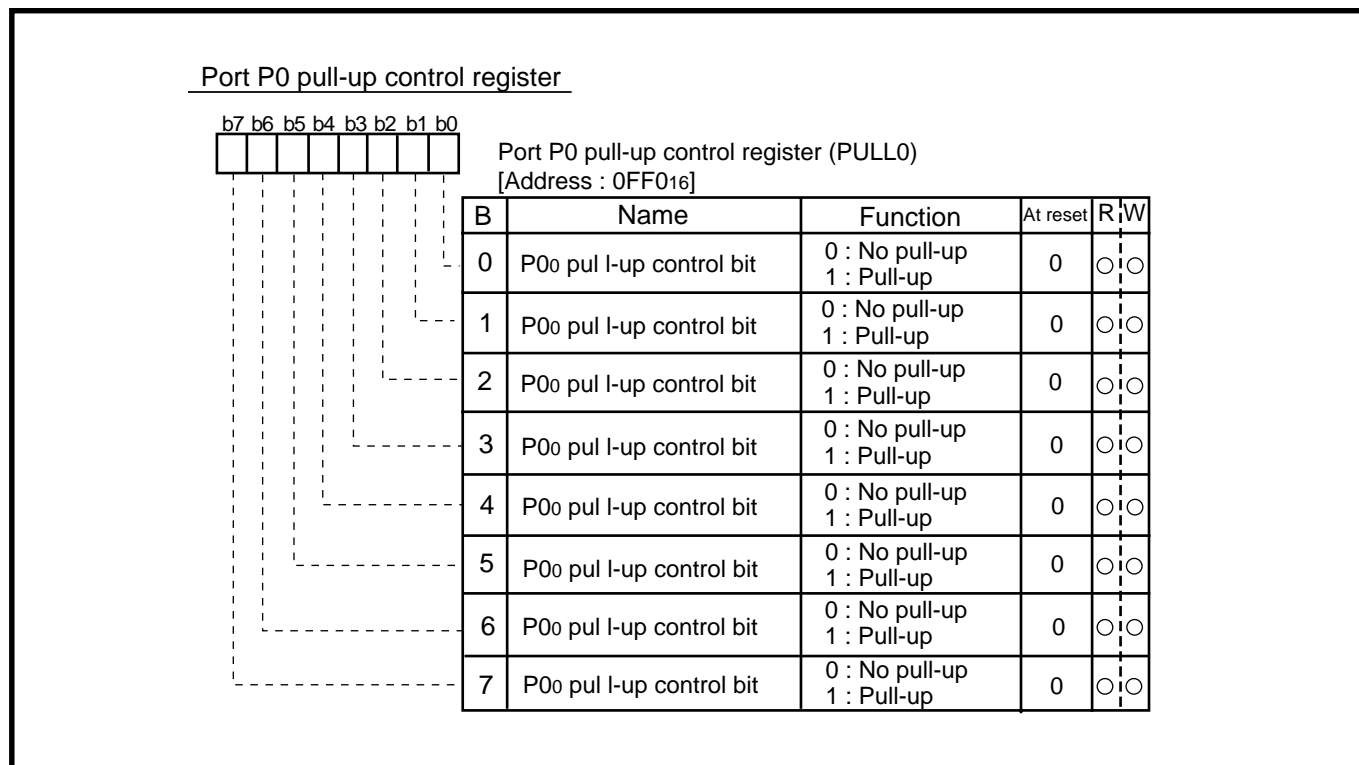 Port P0 pull-up control register
b7 b6 b5 b4 b3 b2 b1 b0
Port P0 pull-up control register (PULL0)
[Address : 0FF016]
B Name Function At reset R W
0 P00 pul l-up control bit 0 : No pull-up 0
1 : Pull-up
1 P00 pul l-up control bit 0 : No pull-up 0
1 : Pull-up
2 P00 pul l-up control bit 0 : No pull-up 0
1 : Pull-up
3 P00 pul l-up control bit 0 : No pull-up 0
1 : Pull-up
4 P00 pul l-up control bit 0 : No pull-up 0
1 : Pull-up
5 P00 pul l-up control bit 0 : No pull-up 0
1 : Pull-up
6 P00 pul l-up control bit 0 : No pull-up 0
1 : Pull-up
7 P00 pul l-up control bit 0 : No pull-up 0
1 : Pull-up